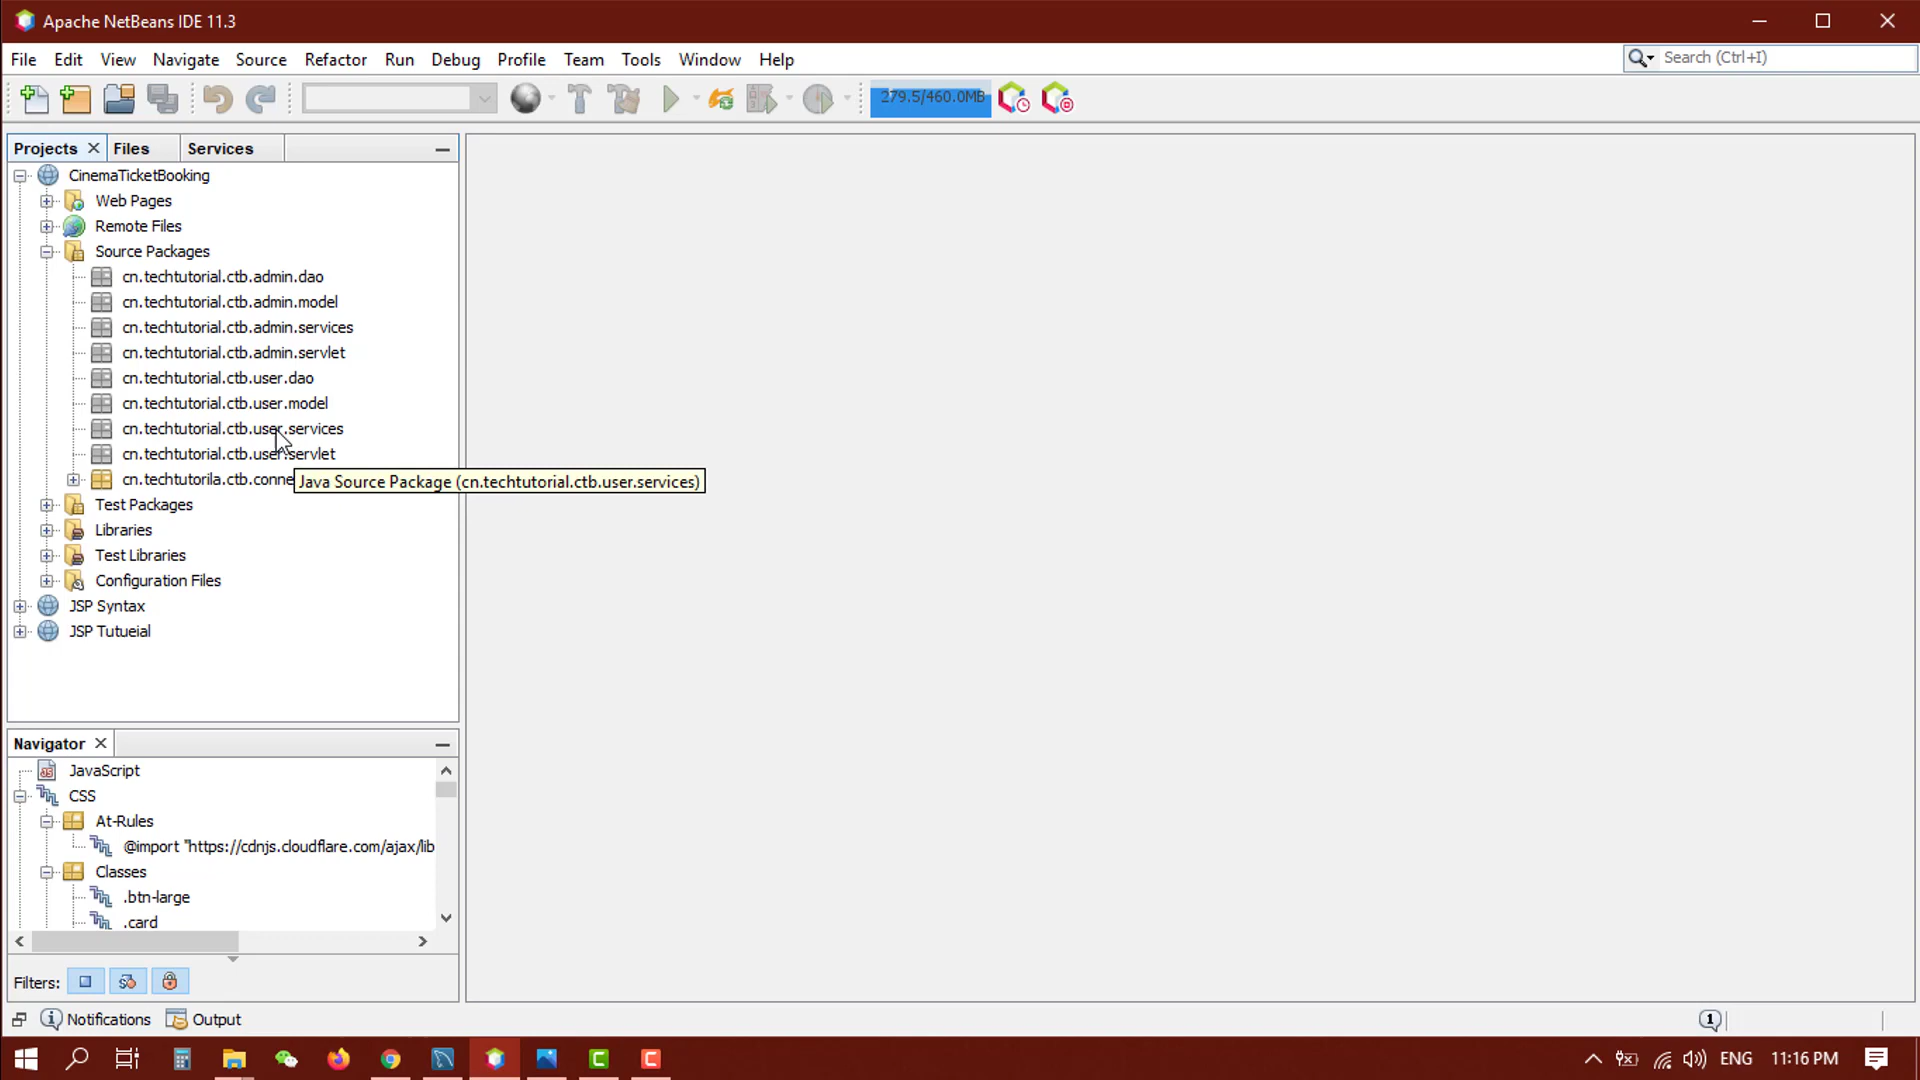 Apache NetBeans IDE 11.3
File Edit View Navigate Source Refactor Run Debug Profile Team Tools Window Help
Search (Ctrl+I)
279.5/460.0MB
Projects Files Services
CinemaTicketBooking
Web Pages
Remote Files
Source Packages
cn.techtutorial.ctb.admin.dao
cn.techtutorial.ctb.admin.model
cn.techtutorial.ctb.admin.services
cn.techtutorial.ctb.admin.servlet
cn.techtutorial.ctb.user.dao
cn.techtutorial.ctb.user.model
cn.techtutorial.ctb.user.services
cn.techtutorial.ctb.user.servlet
cn.techtutorila.ctb.conne
Java Source Package (cn.techtutorial.ctb.user.services)
Test Packages
Libraries
Test Libraries
Configuration Files
JSP Syntax
JSP Tutueial
Navigator
JavaScript
CSS
At-Rules
@import "https://cdnjs.cloudflare.com/ajax/lib
Classes
.btn-large
.card
Filters:
Notifications Output
1
ENG 11:16 PM